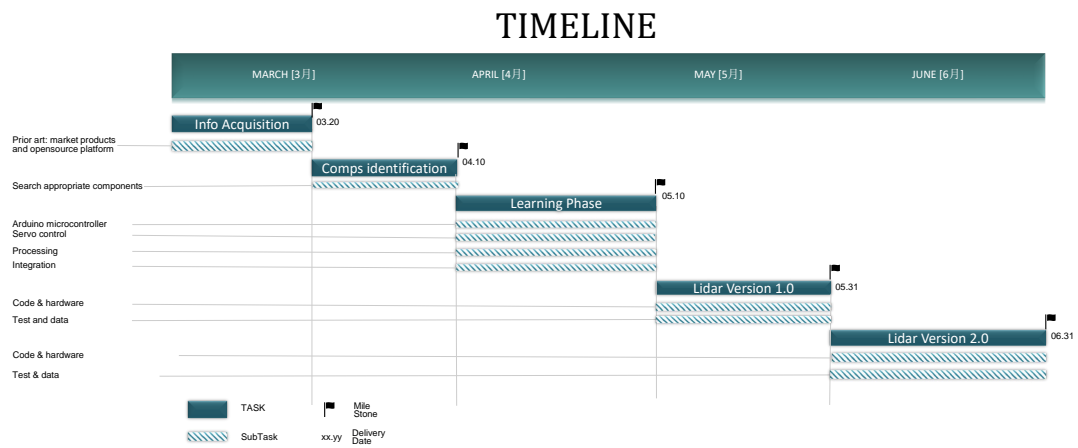 TIMELINE
MARCH [3月]
APRIL [4月]
MAY [5月]
JUNE [6月]
Info Acquisition
03.20
Prior art: market products
and opensource platform
Comps identification
04.10
Search appropriate components
Learning Phase
05.10
Arduino microcontroller
Servo control
Processing
Integration
Lidar Version 1.0
05.31
Code & hardware
Test and data
Lidar Version 2.0
06.31
Code & hardware
Test & data
TASK
Mile
Stone
SubTask
xx.yy
Delivery
Date